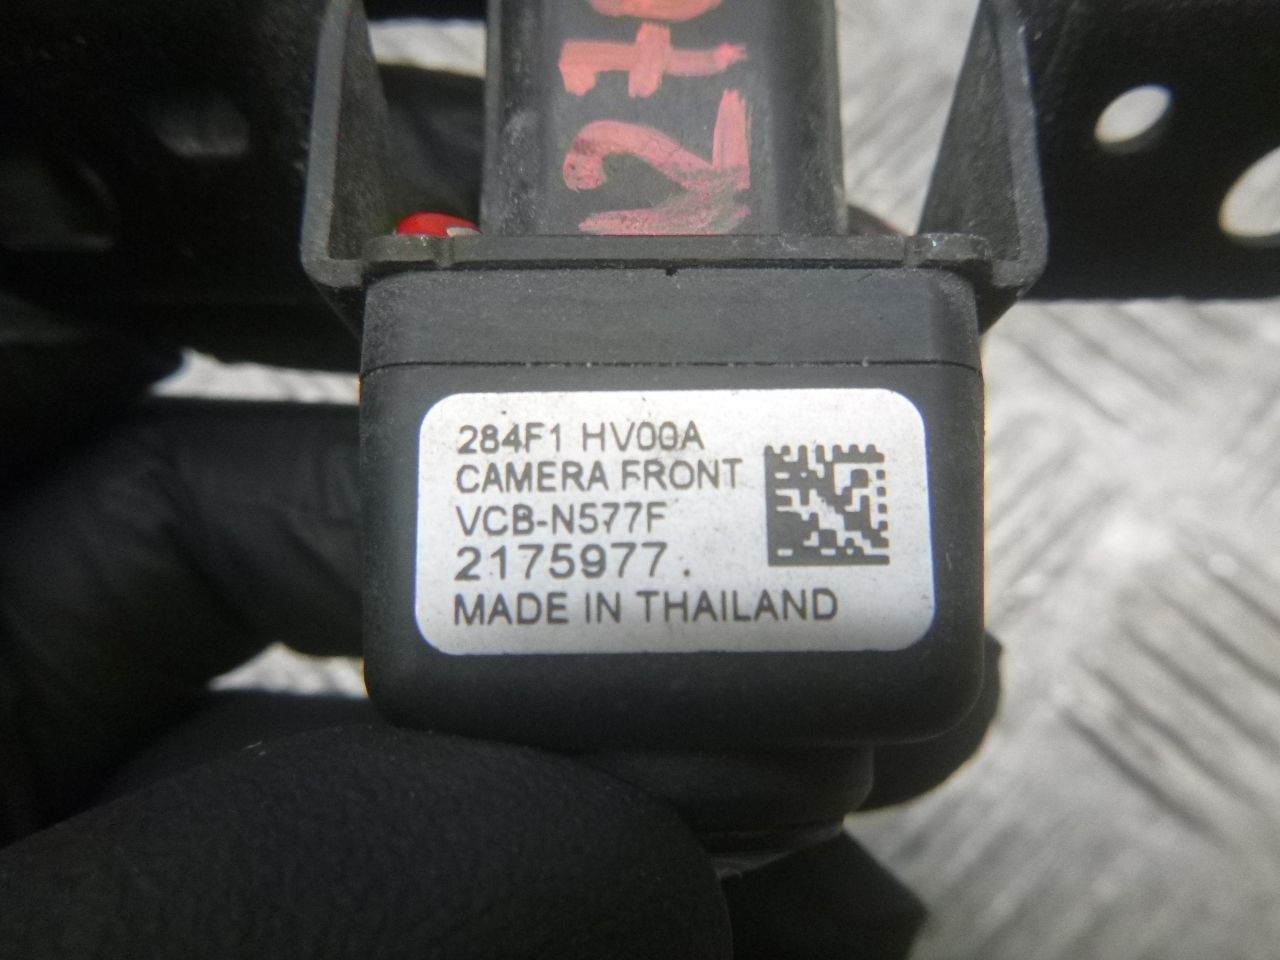 284F1 HV00A
CAMERA FRONT
VCB-N577F
2175977.
MADE IN THAILAND